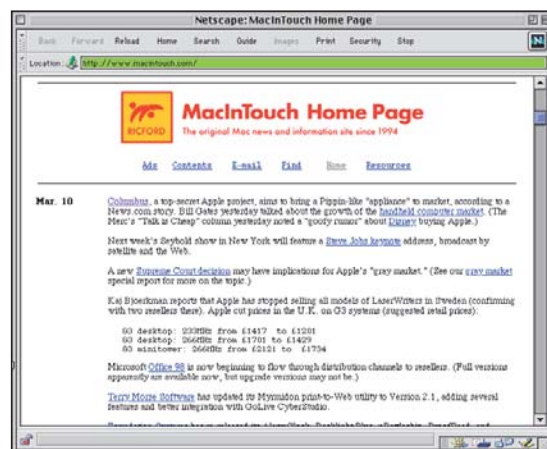 Netscape: MacInTouch Home Page
Back Forward Reload Home Search Guide Images Print Security Stop
Location: http://www.macintouch.com/
RICFORD
MacInTouch Home Page
The original Mac news and information site since 1994
Ads Contents E-mail Find Home Resources
Mar. 10
Columbus, a top-secret Apple project, aims to bring a Pippin-like "appliance" to market, according to a
News.com story. Bill Gates yesterday talked about the growth of the handheld computer market. (The
Merc's "Talk is Cheap" column yesterday noted a "goofy rumor" about Disney buying Apple.)
Next week's Seybold show in New York will feature a Steve Jobs keynote address, broadcast by
satellite and the Web.
A new Supreme Court decision may have implications for Apple's "gray market." (See our gray market
special report for more on the topic.)
Kaj Bjoerkman reports that Apple has stopped selling all models of LaserWriters in Sweden (confirming
with two resellers there). Apple cut prices in the U.K. on G3 systems (suggested retail prices):
G3 desktop: 233MHz from £1417 to £1201
G3 desktop: 266MHz from £1701 to £1429
G3 minitower: 266MHz from £2121 to £1734
Microsoft Office 98 is now beginning to flow through distribution channels to resellers. (Full versions
apparently are available now, but upgrade versions may not be.)
Terry Morse Software has updated its Myrmidon print-to-Web utility to Version 2.1, adding several
features and better integration with GoLive CyberStudio.